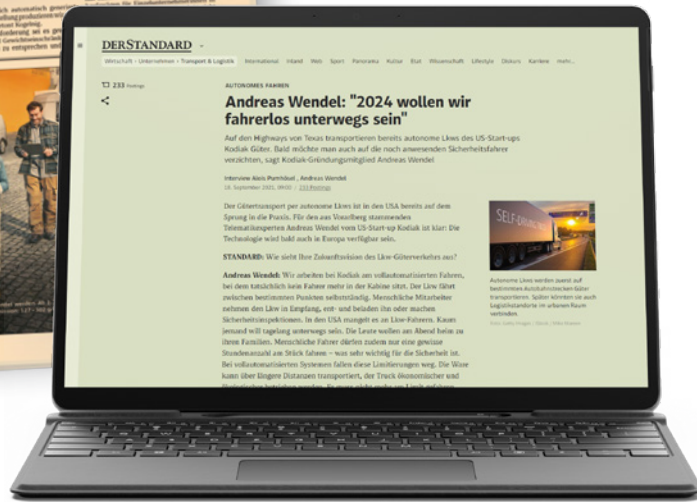 DERSTANDARD
Wirtschaft › Unternehmen › Transport & Logistik International Inland Web Sport Panorama Kultur Etat Wissenschaft Lifestyle Diskurs Karriere mehr...
233 Postings
AUTONOMES FAHREN
Andreas Wendel: "2024 wollen wir
fahrerlos unterwegs sein"
Auf den Highways von Texas transportieren bereits autonome Lkws des US-Start-ups
Kodiak Güter. Bald möchte man auch auf die noch anwesenden Sicherheitsfahrer
verzichten, sagt Kodiak-Gründungsmitglied Andreas Wendel
Interview Alois Pumhösel, Andreas Wendel
September 2021, 233 Postings
Der Gütertransport per autonome Lkws ist in den USA bereits auf dem
Sprung in die Praxis. Für den aus Vorarlberg stammenden
Telematikexperten Andreas Wendel vom US-Start-up Kodiak ist klar: Die
Technologie wird bald auch in Europa verfügbar sein.
STANDARD: Wie sieht Ihre Zukunftsvision des Lkw-Güterverkehrs aus?
Andreas Wendel: Wir arbeiten bei Kodiak am vollautomatisierten Fahren,
bei dem tatsächlich kein Fahrer mehr in der Kabine sitzt. Der Lkw fährt
zwischen bestimmten Punkten selbstständig. Menschliche Mitarbeiter
nehmen den Lkw in Empfang, ent- und beladen ihn oder machen
Sicherheitsinspektionen. In den USA mangelt es an Lkw-Fahrern. Kaum
jemand will tagelang unterwegs sein. Die Leute wollen am Abend heim zu
ihren Familien. Menschliche Fahrer dürfen zudem nur eine gewisse
Stundenanzahl am Stück fahren – was sehr wichtig für die Sicherheit ist.
Bei vollautomatisierten Systemen fallen diese Limitierungen weg. Die Ware
kann über längere Distanzen transportiert, der Truck ökonomischer und
SELF-DRIVING TRUCK
Autonome Lkws werden zuerst auf
bestimmten Autobahnstrecken Güter
transportieren. Später könnten sie auch
Logistikstandorte im urbanen Raum
verbinden.